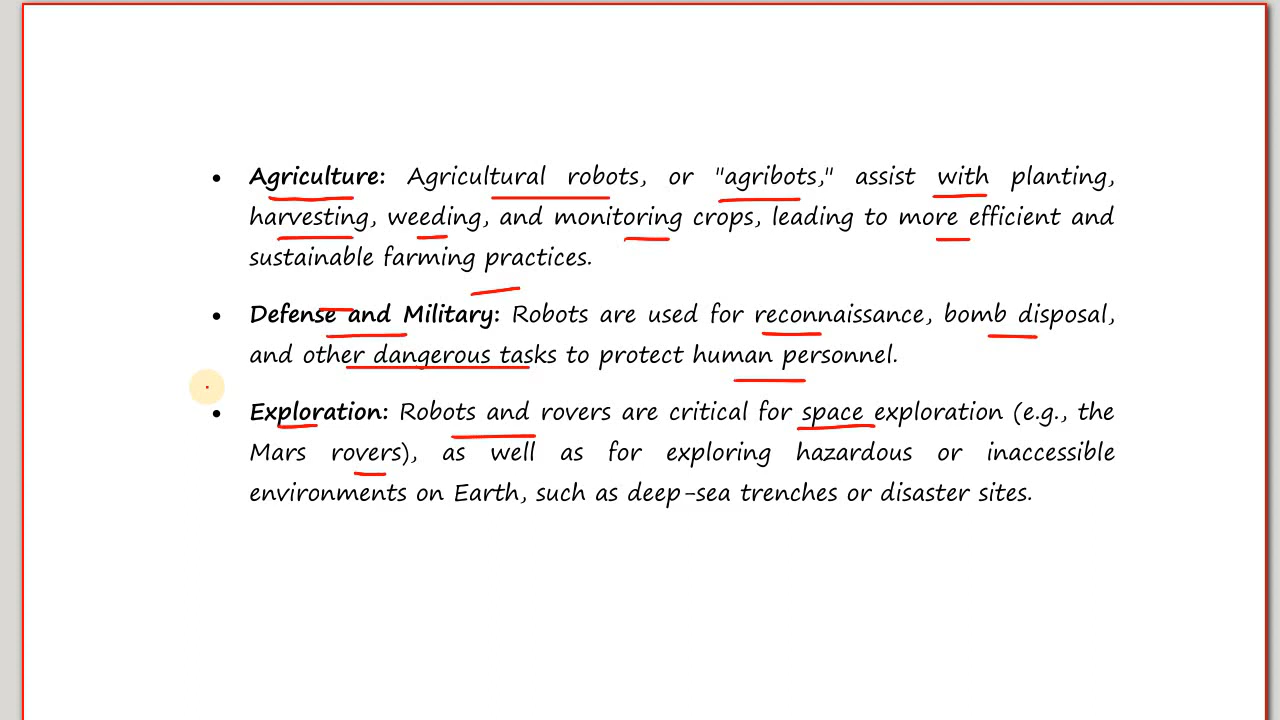 • Agriculture: Agricultural robots, or "agribots," assist with planting,
harvesting, weeding, and monitoring crops, leading to more efficient and
sustainable farming practices.
• Defense and Military: Robots are used for reconnaissance, bomb disposal,
and other dangerous tasks to protect human personnel.
• Exploration: Robots and rovers are critical for space exploration (e.g., the
Mars rovers), as well as for exploring hazardous or inaccessible
environments on Earth, such as deep-sea trenches or disaster sites.